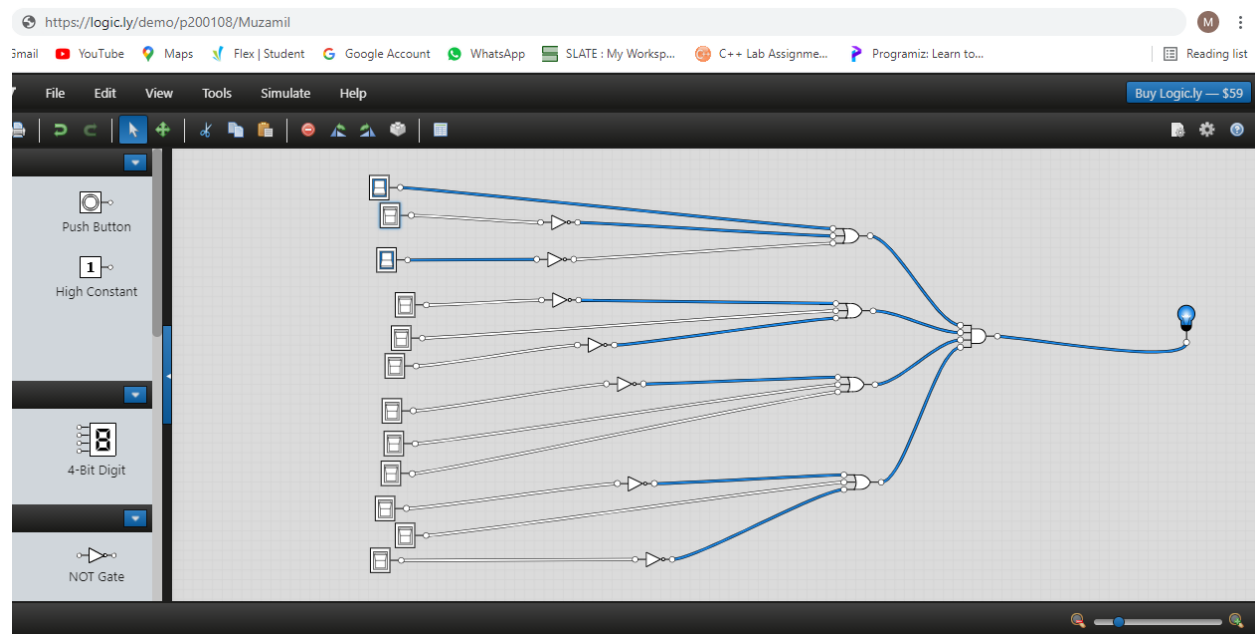 https://logic.ly/demo/p200108/Muzamil
M
Gmail YouTube Maps Flex | Student Google Account WhatsApp SLATE : My Worksp... C++ Lab Assignme... Programiz: Learn to... Reading list
File Edit View Tools Simulate Help Buy Logic.ly — $59
Push Button
1
High Constant
8
4-Bit Digit
NOT Gate